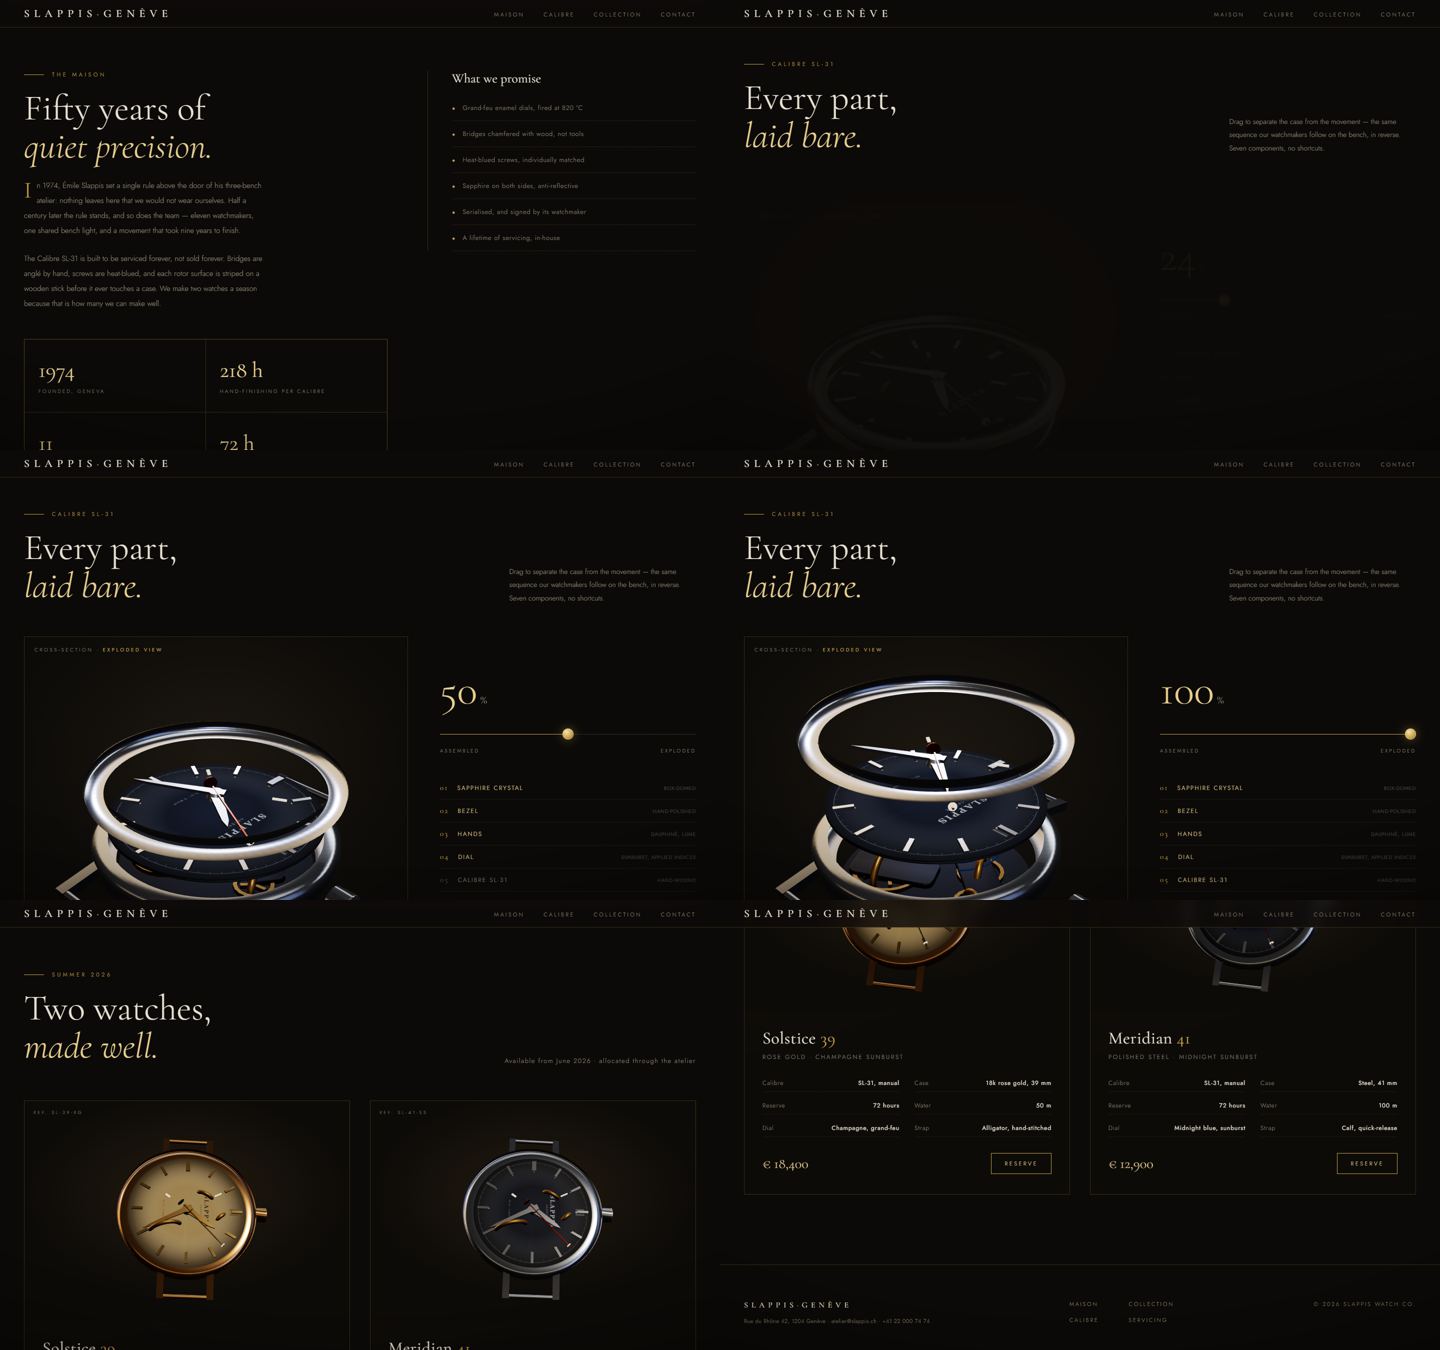 SLAPPIS·GENÈVE
MAISON CALIBRE COLLECTION CONTACT
THE MAISON
Fifty years of
quiet precision.
In 1974, Émile Slappis set a single rule above the door of his three-bench
atelier: nothing leaves here that we would not wear ourselves. Half a
century later the rule stands, and so does the team — eleven watchmakers,
one shared bench light, and a movement that took nine years to finish.
The Calibre SL-31 is built to be serviced forever, not sold forever. Bridges are
anglé by hand, screws are heat-blued, and each rotor surface is striped on a
wooden stick before it ever touches a case. We make two watches a season
because that is how many we can make well.
1974
FOUNDED, GENEVA
218 h
HAND-FINISHING PER CALIBRE
11
72 h
What we promise
Grand-feu enamel dials, fired at 820 °C
Bridges chamfered with wood, not tools
Heat-blued screws, individually matched
Sapphire on both sides, anti-reflective
Serialised, and signed by its watchmaker
A lifetime of servicing, in-house
SLAPPIS·GENÈVE
MAISON CALIBRE COLLECTION CONTACT
CALIBRE SL-31
Every part,
laid bare.
Drag to separate the case from the movement — the same
sequence our watchmakers follow on the bench, in reverse.
Seven components, no shortcuts.
24
SLAPPIS·GENÈVE
MAISON CALIBRE COLLECTION CONTACT
CALIBRE SL-31
Every part,
laid bare.
Drag to separate the case from the movement — the same
sequence our watchmakers follow on the bench, in reverse.
Seven components, no shortcuts.
CROSS-SECTION · EXPLODED VIEW
SLAPPIS
50 %
ASSEMBLED EXPLODED
01 SAPPHIRE CRYSTAL BOX-DOMED
02 BEZEL HAND-POLISHED
03 HANDS DAUPHINE, LUME
04 DIAL SUNBURST, APPLIED INDICES
05 CALIBRE SL-31 HAND-WOUND
SLAPPIS·GENÈVE
MAISON CALIBRE COLLECTION CONTACT
CALIBRE SL-31
Every part,
laid bare.
Drag to separate the case from the movement — the same
sequence our watchmakers follow on the bench, in reverse.
Seven components, no shortcuts.
CROSS-SECTION · EXPLODED VIEW
SLAPPIS
100 %
ASSEMBLED EXPLODED
01 SAPPHIRE CRYSTAL BOX-DOMED
02 BEZEL HAND-POLISHED
03 HANDS DAUPHINE, LUME
04 DIAL SUNBURST, APPLIED INDICES
05 CALIBRE SL-31 HAND-WOUND
SLAPPIS·GENÈVE
MAISON CALIBRE COLLECTION CONTACT
SUMMER 2026
Two watches,
made well.
Available from June 2026 · allocated through the atelier
REF. SL-39-RG
REF. SL-41-SS
Solstice 39
Meridian 41
SLAPPIS·GENÈVE
MAISON CALIBRE COLLECTION CONTACT
Solstice 39
ROSE GOLD · CHAMPAGNE SUNBURST
Calibre SL-31, manual Case 18k rose gold, 39 mm
Reserve 72 hours Water 50 m
Dial Champagne, grand-feu Strap Alligator, hand-stitched
€ 18,400
RESERVE
Meridian 41
POLISHED STEEL · MIDNIGHT SUNBURST
Calibre SL-31, manual Case Steel, 41 mm
Reserve 72 hours Water 100 m
Dial Midnight blue, sunburst Strap Calf, quick-release
€ 12,900
RESERVE
SLAPPIS·GENÈVE
Rue du Rhône 42, 1204 Genève · atelier@slappis.ch · +41 22 000 74 74
MAISON COLLECTION
CALIBRE SERVICING
© 2026 SLAPPIS WATCH CO.